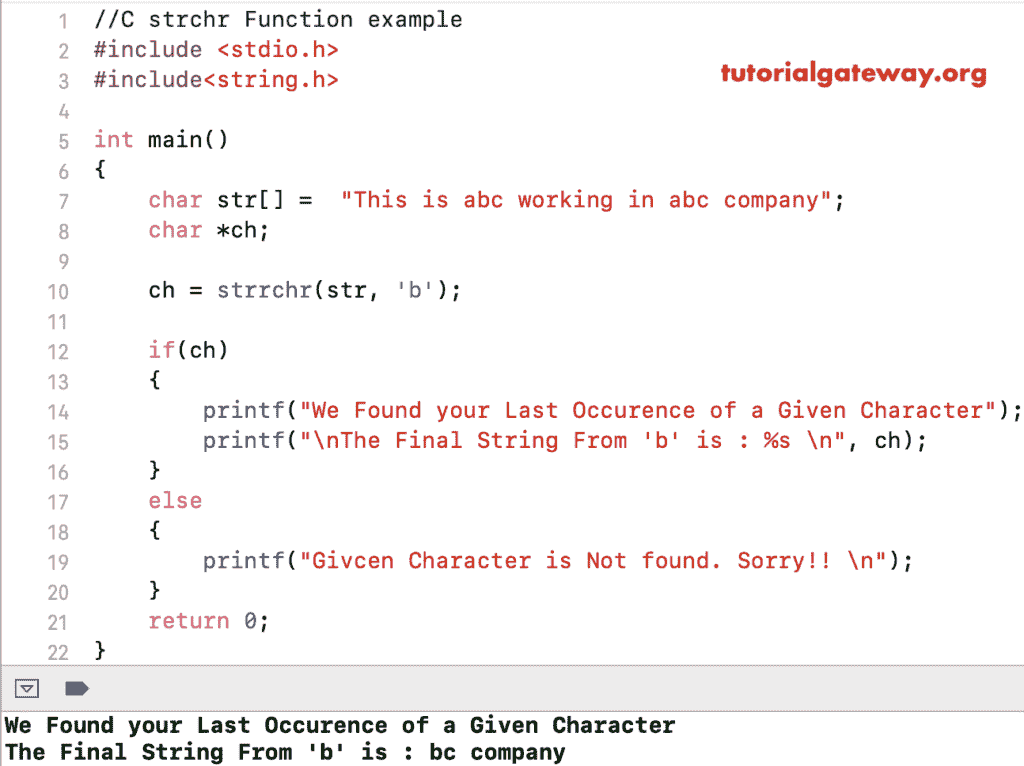 1 //C strchr Function example
2 #include <stdio.h>
3 #include<string.h>
tutorialgateway.org
4
5 int main()
6 {
7     char str[] =  "This is abc working in abc company";
8     char *ch;
9
10     ch = strrchr(str, 'b');
11
12     if(ch)
13     {
14         printf("We Found your Last Occurence of a Given Character");
15         printf("\nThe Final String From 'b' is : %s \n", ch);
16     }
17     else
18     {
19         printf("Givcen Character is Not found. Sorry!! \n");
20     }
21     return 0;
22 }
We Found your Last Occurence of a Given Character
The Final String From 'b' is : bc company